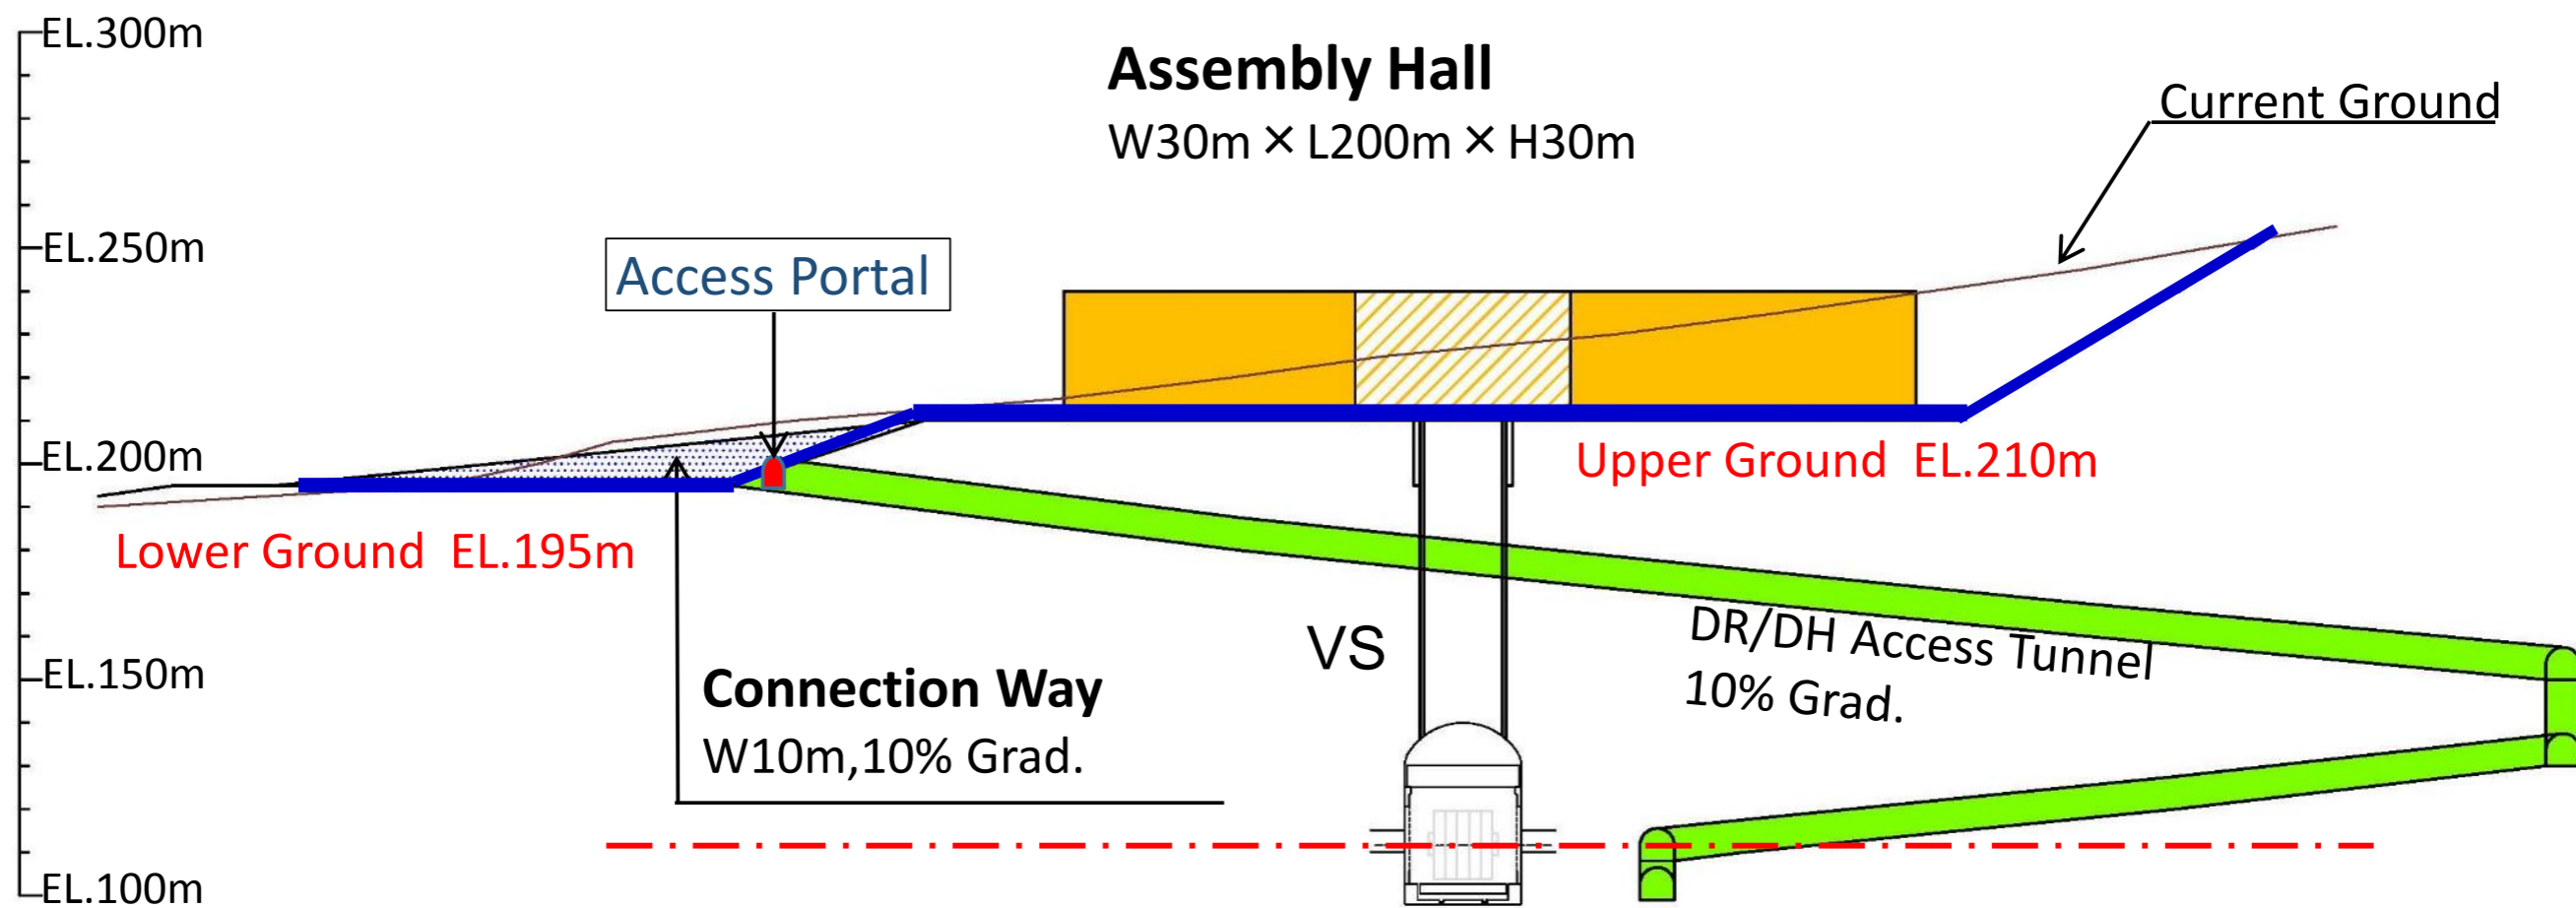 EL.300m
Assembly Hall
W30m × L200m × H30m
Current Ground
EL.250m
Access Portal
EL.200m
Upper Ground EL.210m
Lower Ground EL.195m
DR/DH Access Tunnel
10% Grad.
VS
EL.150m
Connection Way
W10m,10% Grad.
EL.100m